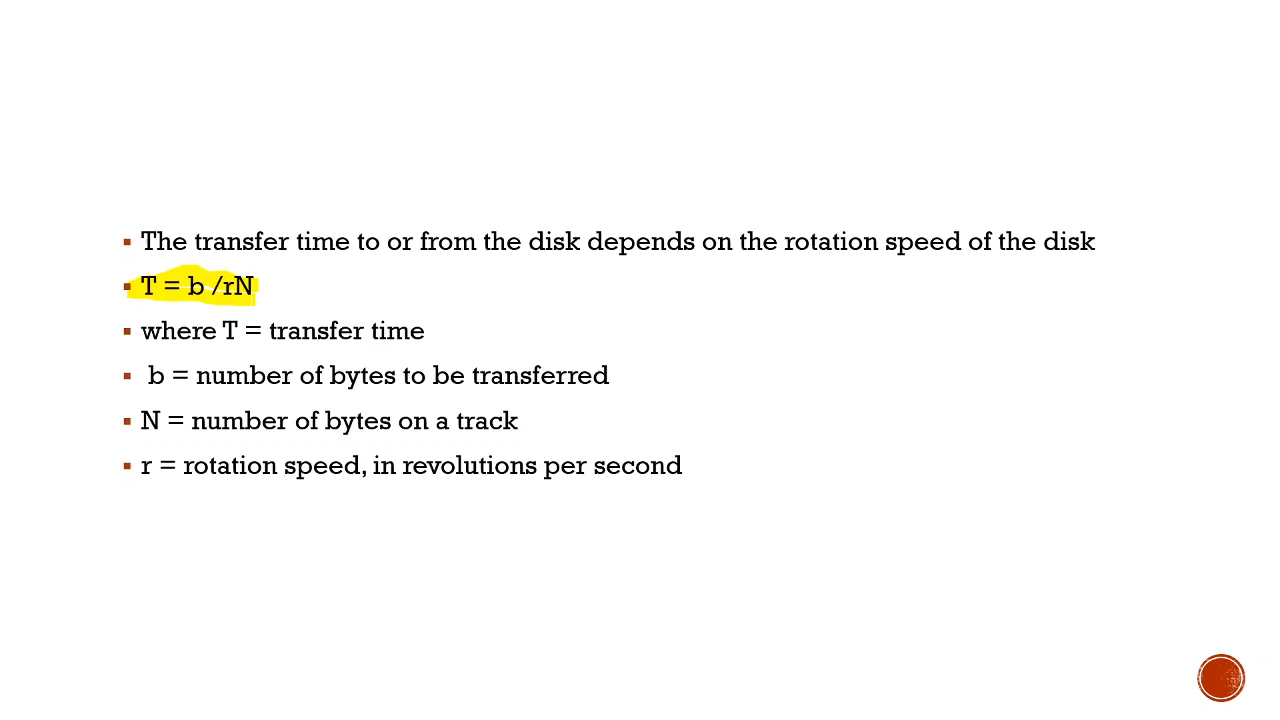 ▪ The transfer time to or from the disk depends on the rotation speed of the disk
▪ T = b /rN
▪ where T = transfer time
▪ b = number of bytes to be transferred
▪ N = number of bytes on a track
▪ r = rotation speed, in revolutions per second